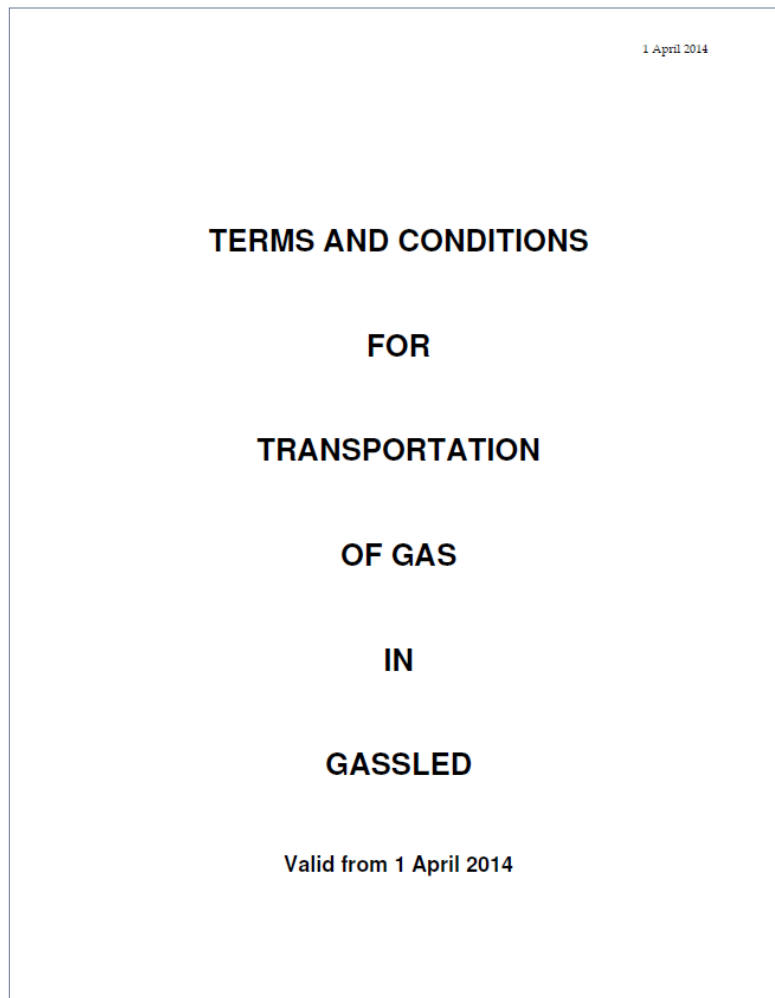 1 April 2014
TERMS AND CONDITIONS
FOR
TRANSPORTATION
OF GAS
IN
GASSLED
Valid from 1 April 2014